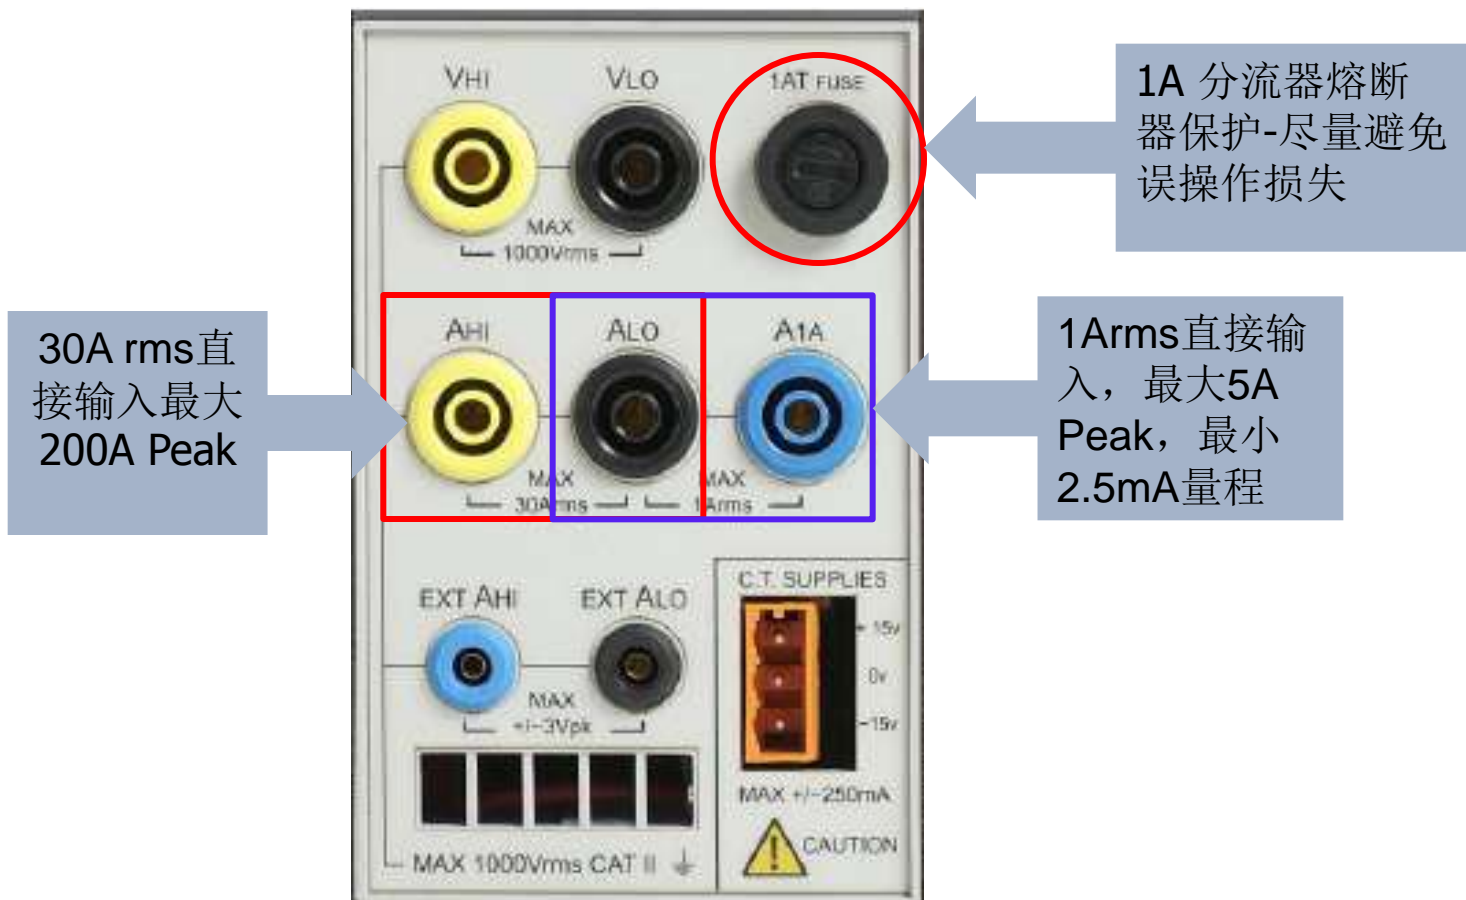 VHI
VLO
1AT FUSE
MAX
1000Vrms
1A 分流器熔断
器保护-尽量避免
误操作损失
30A rms直
接输入最大
200A Peak
AHI
ALO
A1A
MAX
30Arms
MAX
1Arms
1Arms直接输
入，最大5A
Peak，最小
2.5mA量程
EXT AHI
EXT ALO
MAX
+/-3Vpk
C.T. SUPPLIES
+ 15v
0v
-15v
MAX +/-250mA
CAUTION
MAX 1000Vrms CAT II